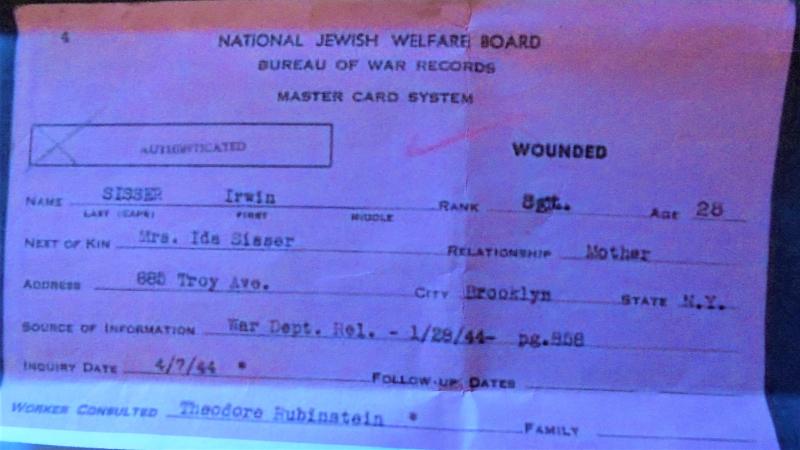 4
NATIONAL JEWISH WELFARE BOARD
BUREAU OF WAR RECORDS
MASTER CARD SYSTEM
AUTHENTICATED
WOUNDED
NAME SISSER Irwin RANK Sgt. AGE 28
LAST (CAPS) FIRST MIDDLE
NEXT OF KIN Mrs. Ida Sisser RELATIONSHIP Mother
ADDRESS 885 Troy Ave. CITY Brooklyn STATE N.Y.
SOURCE OF INFORMATION War Dept. Rel. - 1/28/44- pg.
INQUIRY DATE 4/7/44 * FOLLOW-UP DATES
WORKER CONSULTED Theodore Rubinstein * FAMILY